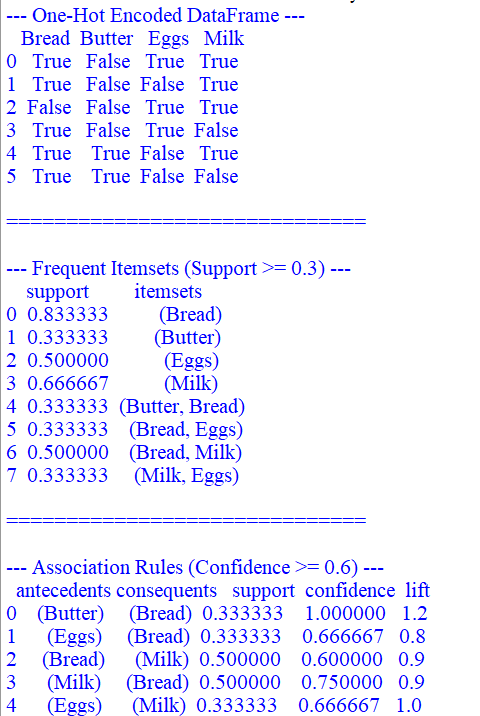 --- One-Hot Encoded DataFrame ---
Bread Butter Eggs Milk
0 True False True True
1 True False False True
2 False False True True
3 True False True False
4 True True False True
5 True True False False
==============================
--- Frequent Itemsets (Support >= 0.3) ---
support itemsets
0 0.833333 (Bread)
1 0.333333 (Butter)
2 0.500000 (Eggs)
3 0.666667 (Milk)
4 0.333333 (Butter, Bread)
5 0.333333 (Bread, Eggs)
6 0.500000 (Bread, Milk)
7 0.333333 (Milk, Eggs)
==============================
--- Association Rules (Confidence >= 0.6) ---
antecedents consequents support confidence lift
0 (Butter) (Bread) 0.333333 1.000000 1.2
1 (Eggs) (Bread) 0.333333 0.666667 0.8
2 (Bread) (Milk) 0.500000 0.600000 0.9
3 (Milk) (Bread) 0.500000 0.750000 0.9
4 (Eggs) (Milk) 0.333333 0.666667 1.0